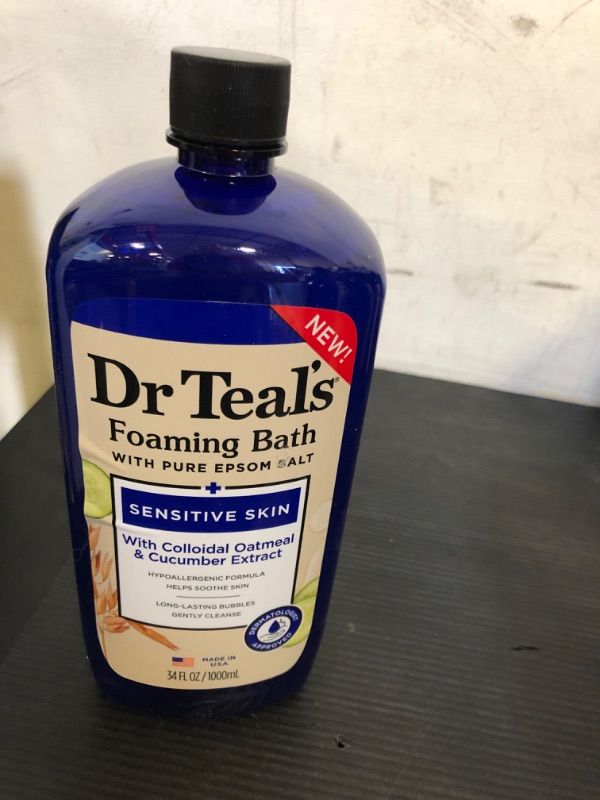 NEW!
Dr Teal's®
Foaming Bath
WITH PURE EPSOM SALT
+
SENSITIVE SKIN
With Colloidal Oatmeal
& Cucumber Extract
HYPOALLERGENIC FORMULA
HELPS SOOTHE SKIN
LONG-LASTING BUBBLES
GENTLY CLEANSE
DERMATOLOGIST
APPROVED
MADE IN
USA
34 FL OZ / 1000mL